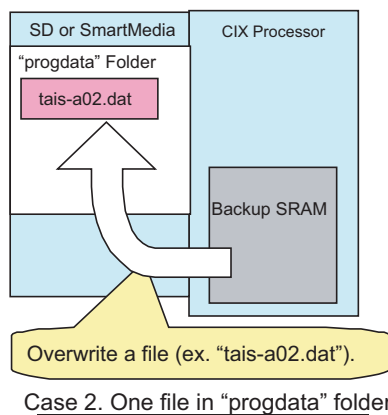 SD or SmartMedia
CIX Processor
“progdata” Folder
tais-a02.dat
Backup SRAM
Overwrite a file (ex. “tais-a02.dat”).
Case 2. One file in “progdata” folder